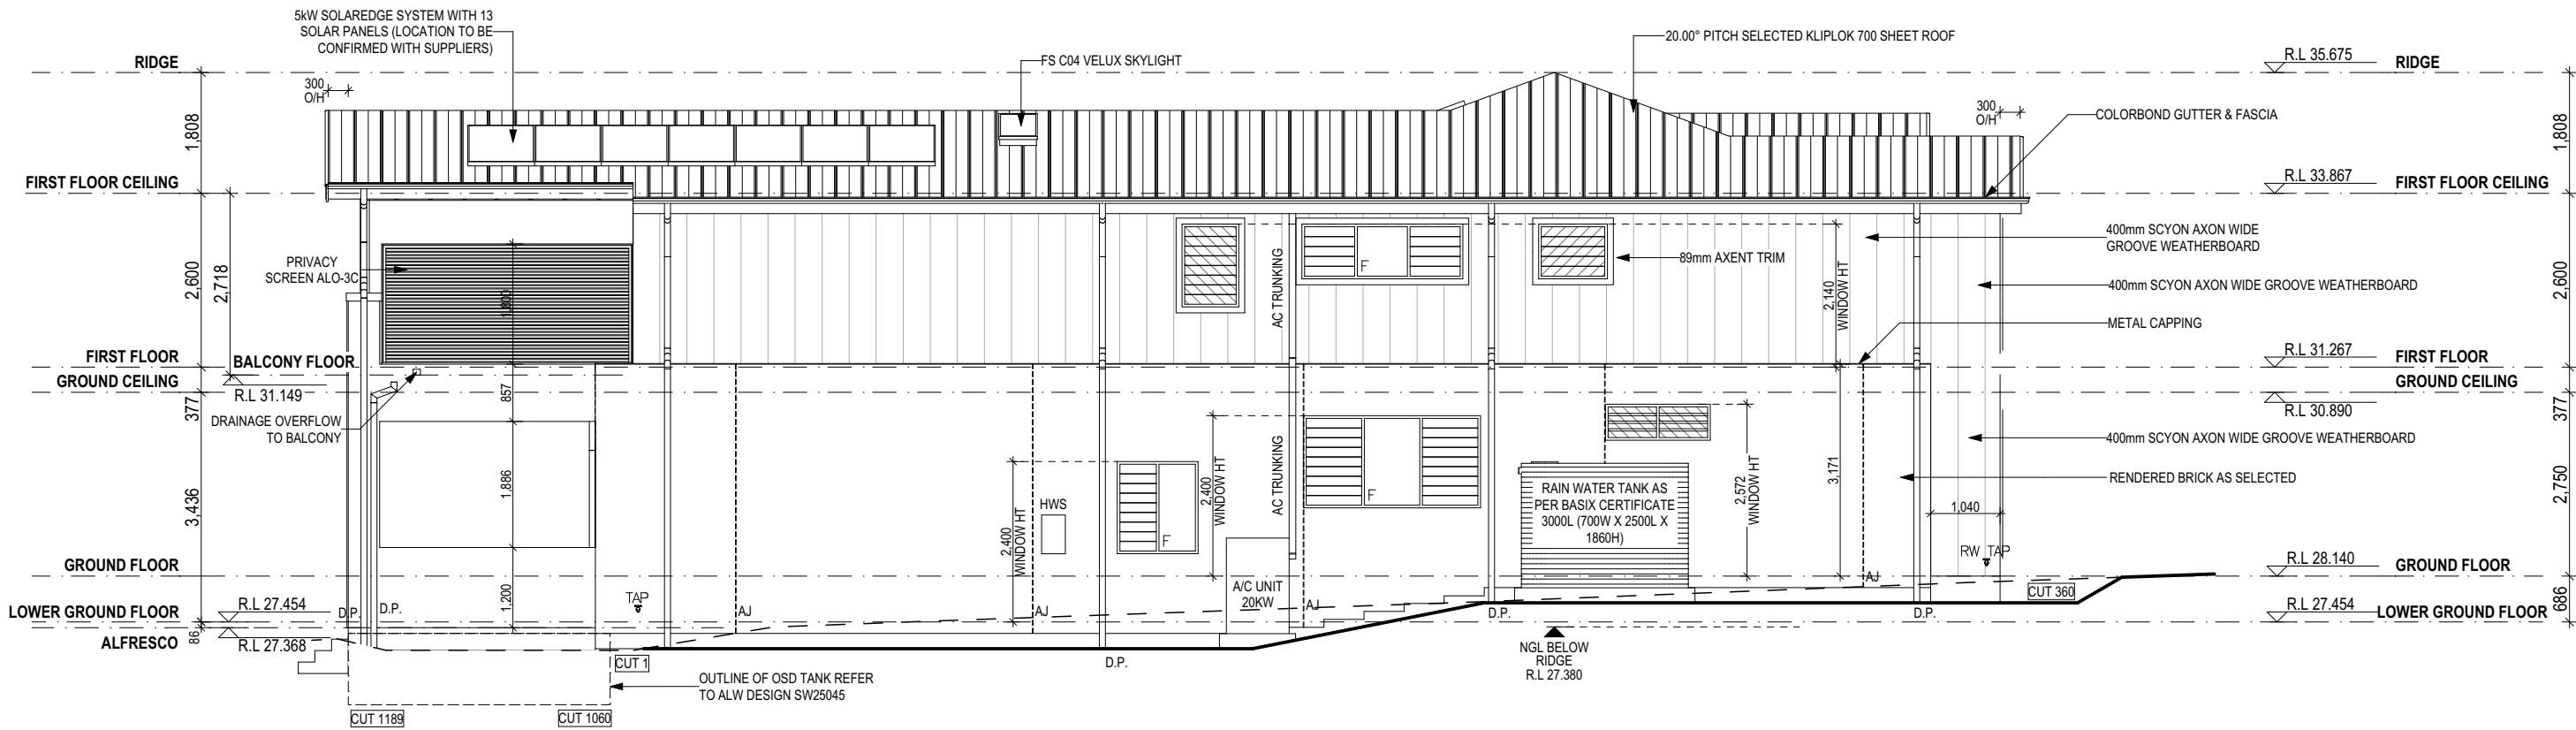 5kW SOLAREDGE SYSTEM WITH 13
SOLAR PANELS (LOCATION TO BE
CONFIRMED WITH SUPPLIERS)
FS C04 VELUX SKYLIGHT
20.00° PITCH SELECTED KLIPLOK 700 SHEET ROOF
RIDGE
R.L 35.675
RIDGE
300
O/H
300
O/H
COLORBOND GUTTER & FASCIA
1,808
1,808
FIRST FLOOR CEILING
R.L 33.867
FIRST FLOOR CEILING
400mm SCYON AXON WIDE
GROOVE WEATHERBOARD
PRIVACY
SCREEN ALO-3C
89mm AXENT TRIM
400mm SCYON AXON WIDE GROOVE WEATHERBOARD
2,600
2,718
1,800
AC TRUNKING
F
2,140
WINDOW HT
2,600
METAL CAPPING
FIRST FLOOR
BALCONY FLOOR
R.L 31.267
FIRST FLOOR
GROUND CEILING
R.L 31.149
GROUND CEILING
R.L 30.890
377
857
377
DRAINAGE OVERFLOW
TO BALCONY
400mm SCYON AXON WIDE GROOVE WEATHERBOARD
3,436
1,886
2,400
WINDOW HT
HWS
F
2,400
WINDOW HT
AC TRUNKING
F
RAIN WATER TANK AS
PER BASIX CERTIFICATE
3000L (700W X 2500L X
1860H)
2,572
WINDOW HT
3,171
RENDERED BRICK AS SELECTED
1,040
2,750
RW TAP
GROUND FLOOR
R.L 28.140
GROUND FLOOR
1,200
A/C UNIT
20KW
TAP
AJ
AJ
AJ
AJ
CUT 360
686
LOWER GROUND FLOOR
R.L 27.454
D.P.
D.P.
D.P.
D.P.
R.L 27.454
LOWER GROUND FLOOR
86
ALFRESCO
R.L 27.368
CUT 1
D.P.
NGL BELOW
RIDGE
R.L 27.380
OUTLINE OF OSD TANK REFER
TO ALW DESIGN SW25045
CUT 1189
CUT 1060